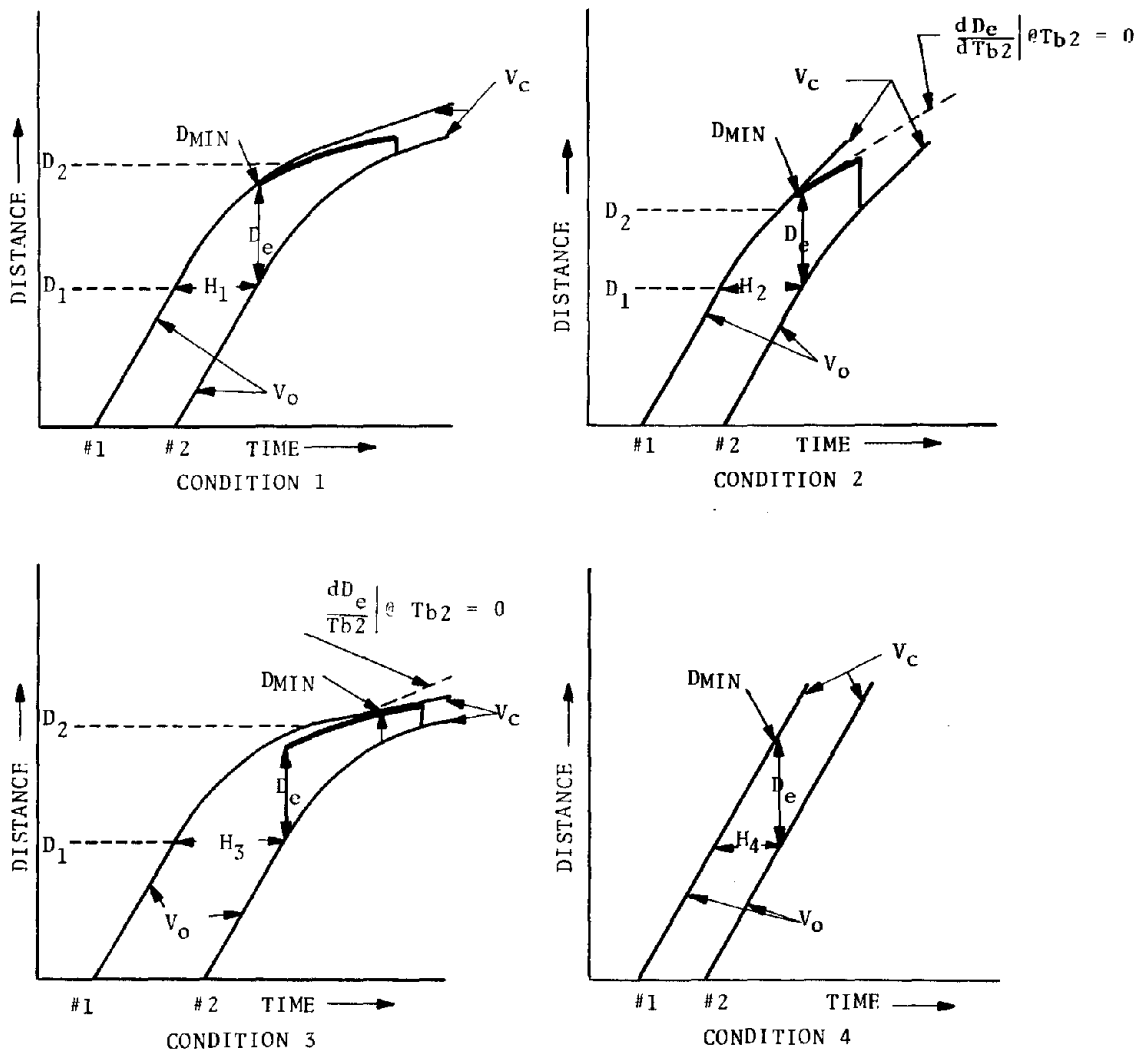 DISTANCE
D2
D1
DMIN
Vc
De
H1
Vo
#1 #2 TIME
CONDITION 1
dDe
dTb2 | @Tb2 = 0
Vc
DMIN
DISTANCE
D2
D1
De
H2
Vo
#1 #2 TIME
CONDITION 2
dDe
Tb2 | @ Tb2 = 0
DMIN
DISTANCE
D2
D1
Vc
De
H3
Vo
#1 #2 TIME
CONDITION 3
DISTANCE
Vc
DMIN
De
H4
Vo
#1 #2 TIME
CONDITION 4